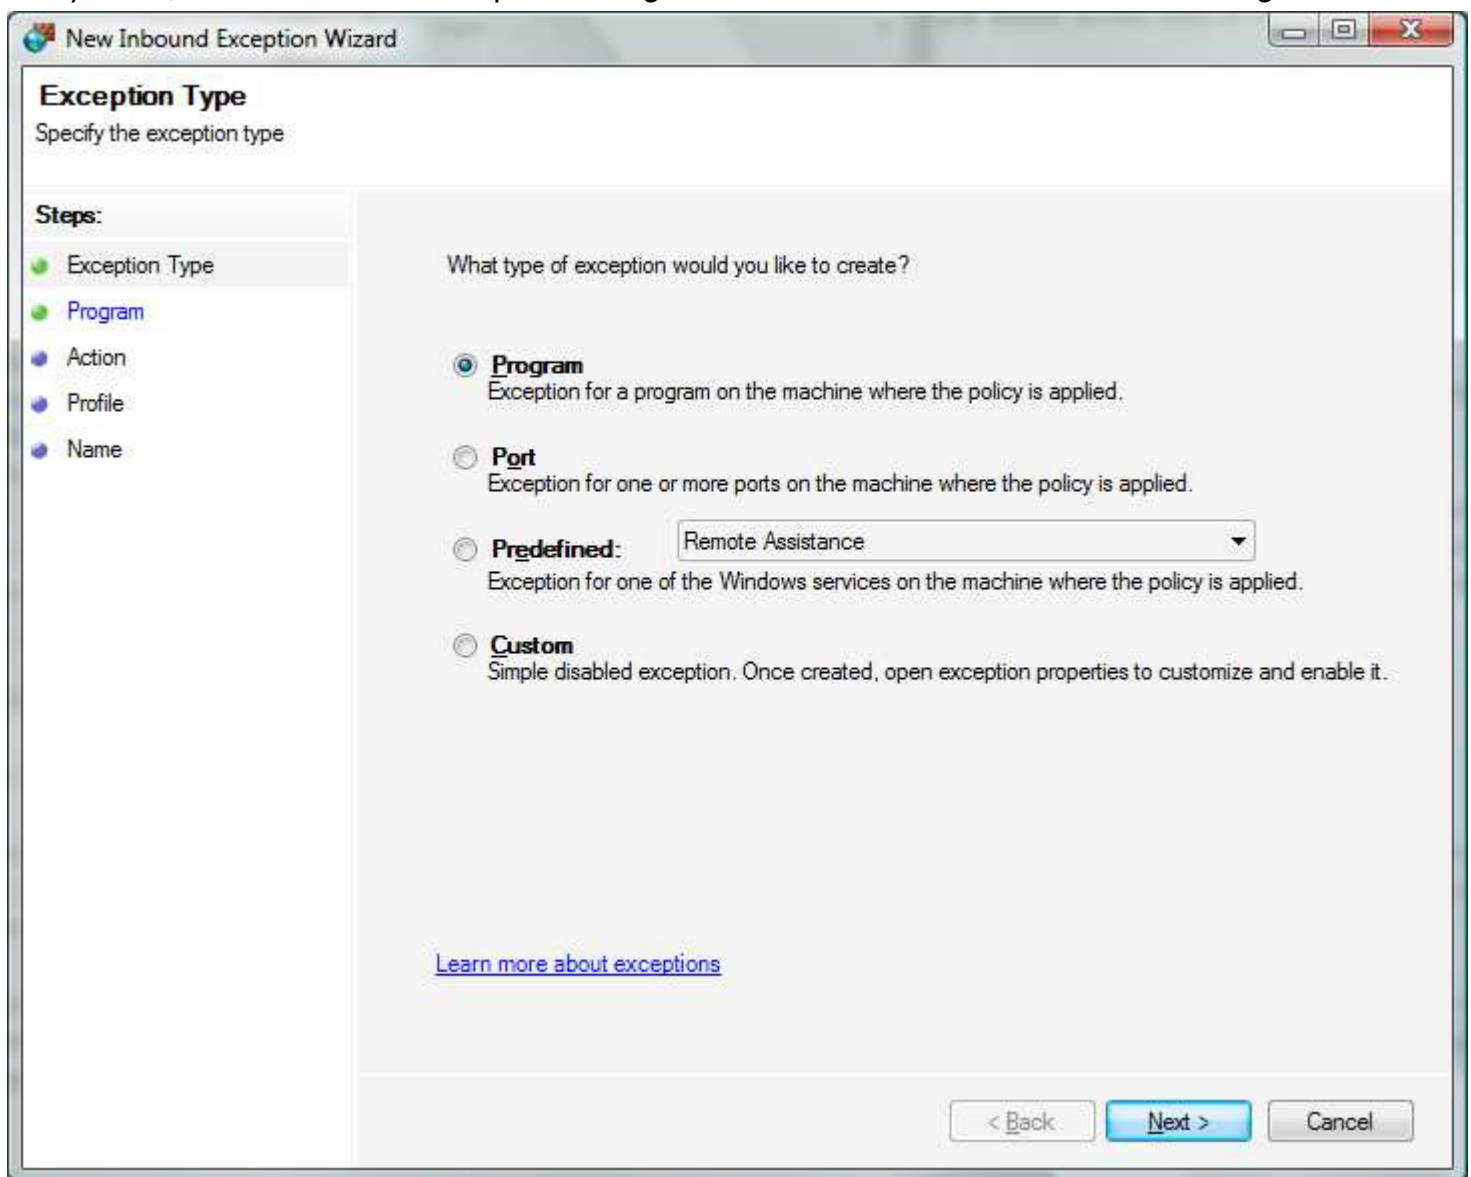 New Inbound Exception Wizard
Exception Type
Specify the exception type
Steps:
Exception Type
Program
Action
Profile
Name
What type of exception would you like to create?
Program
Exception for a program on the machine where the policy is applied.
Port
Exception for one or more ports on the machine where the policy is applied.
Predefined: Remote Assistance
Exception for one of the Windows services on the machine where the policy is applied.
Custom
Simple disabled exception. Once created, open exception properties to customize and enable it.
Learn more about exceptions
< Back Next > Cancel